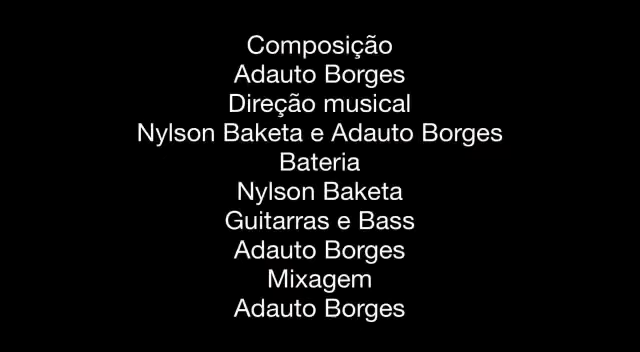 Composição
Adauto Borges
Direção musical
Nylson Baketa e Adauto Borges
Bateria
Nylson Baketa
Guitarras e Bass
Adauto Borges
Mixagem
Adauto Borges